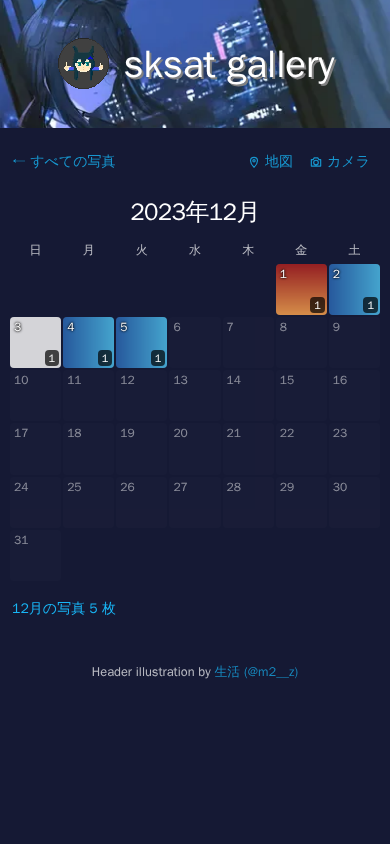 sksat gallery
← すべての写真 地図 カメラ
2023年12月
日 月 火 水 木 金 土
1 1 2 1
3 1 4 1 5 1 6 7 8 9
10 11 12 13 14 15 16
17 18 19 20 21 22 23
24 25 26 27 28 29 30
31
12月の写真 5 枚
Header illustration by 生活 (@m2__z)